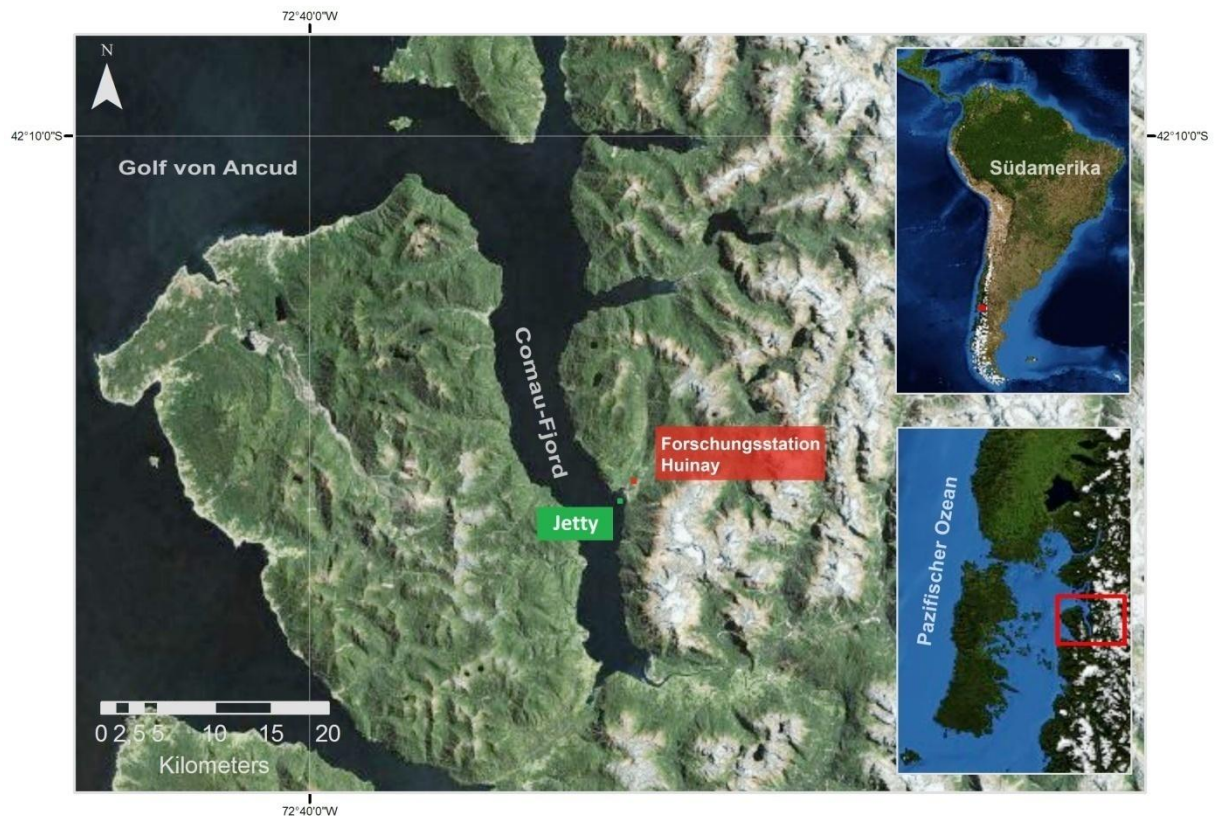 72°40'0"W
N
42°10'0"S
42°10'0"S
Golf von Ancud
Südamerika
Comau-Fjord
Forschungsstation
Huinay
Jetty
Pazifischer Ozean
0 2,5 5 10 15 20
Kilometers
72°40'0"W